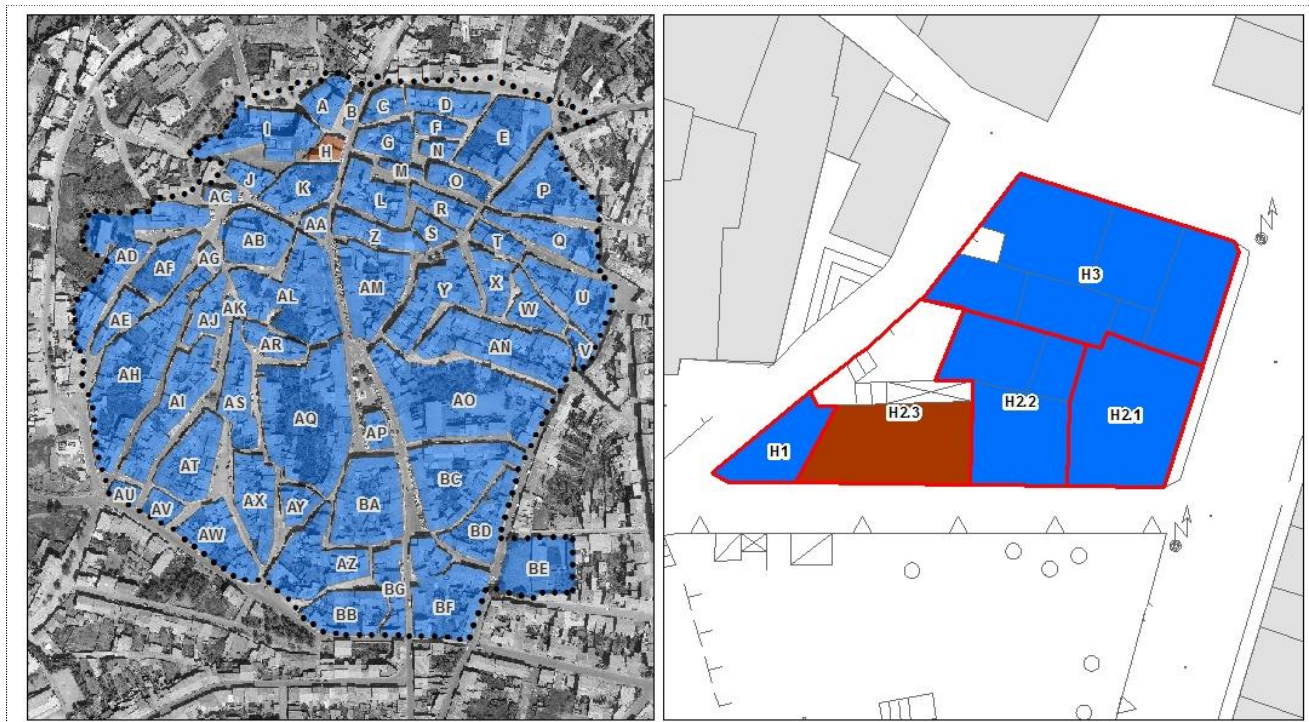 A B C D
I F E
H G N
M
J K L O P
AC R
AA
AB Z S T Q
AD AF AG
AL AM Y X U
AE AJ AK W
AR AN V
AH
AI AS AQ AO
AP
AT
AU AV AX AY BA BC
AW BD
AZ BE
BB BG BF
H3
H2.2 H2.1
H2.3
H1